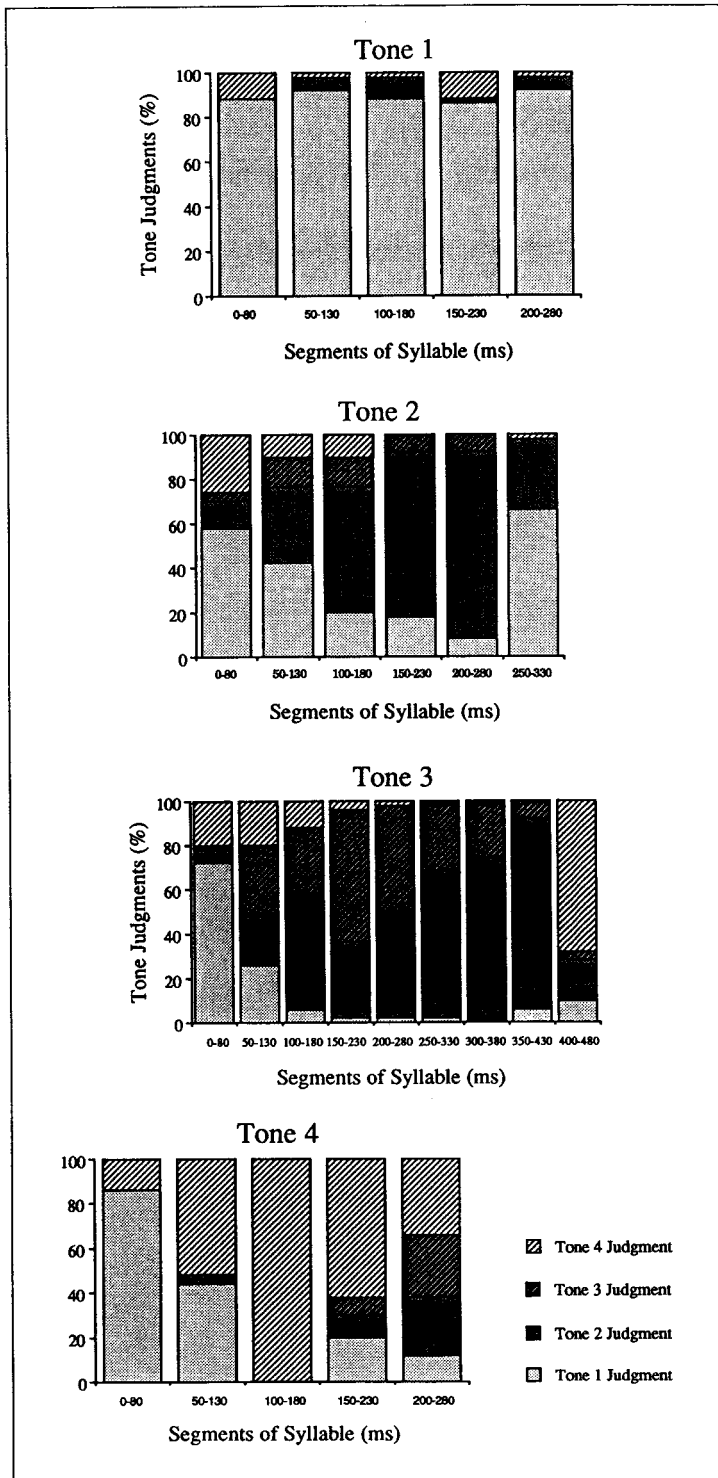 Tone 1
100
80
60
40
20
0
Tone Judgments (%)
0-80 50-130 100-180 150-230 200-280
Segments of Syllable (ms)
Tone 2
100
80
60
40
20
0
0-80 50-130 100-180 150-230 200-280 250-330
Segments of Syllable (ms)
Tone 3
100
80
60
40
20
0
Tone Judgments (%)
0-80 50-130 100-180 150-230 200-280 250-330 300-380 350-430 400-480
Segments of Syllable (ms)
Tone 4
100
80
60
40
20
0
0-80 50-130 100-180 150-230 200-280
Segments of Syllable (ms)
Tone 4 Judgment
Tone 3 Judgment
Tone 2 Judgment
Tone 1 Judgment